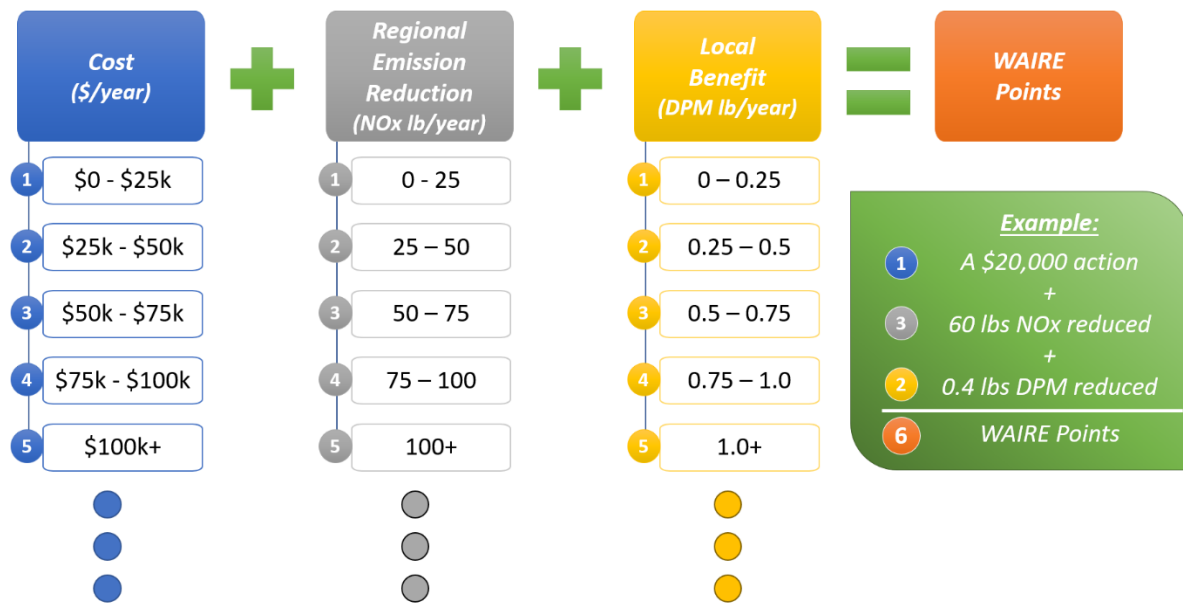 Cost
($/year)
Regional
Emission
Reduction
(NOx lb/year)
Local
Benefit
(DPM lb/year)
WAIRE
Points
1 $0 - $25k
2 $25k - $50k
3 $50k - $75k
4 $75k - $100k
5 $100k+
1 0 - 25
2 25 – 50
3 50 – 75
4 75 – 100
5 100+
1 0 – 0.25
2 0.25 – 0.5
3 0.5 – 0.75
4 0.75 – 1.0
5 1.0+
Example:
1 A $20,000 action
+
3 60 lbs NOx reduced
+
2 0.4 lbs DPM reduced
6 WAIRE Points